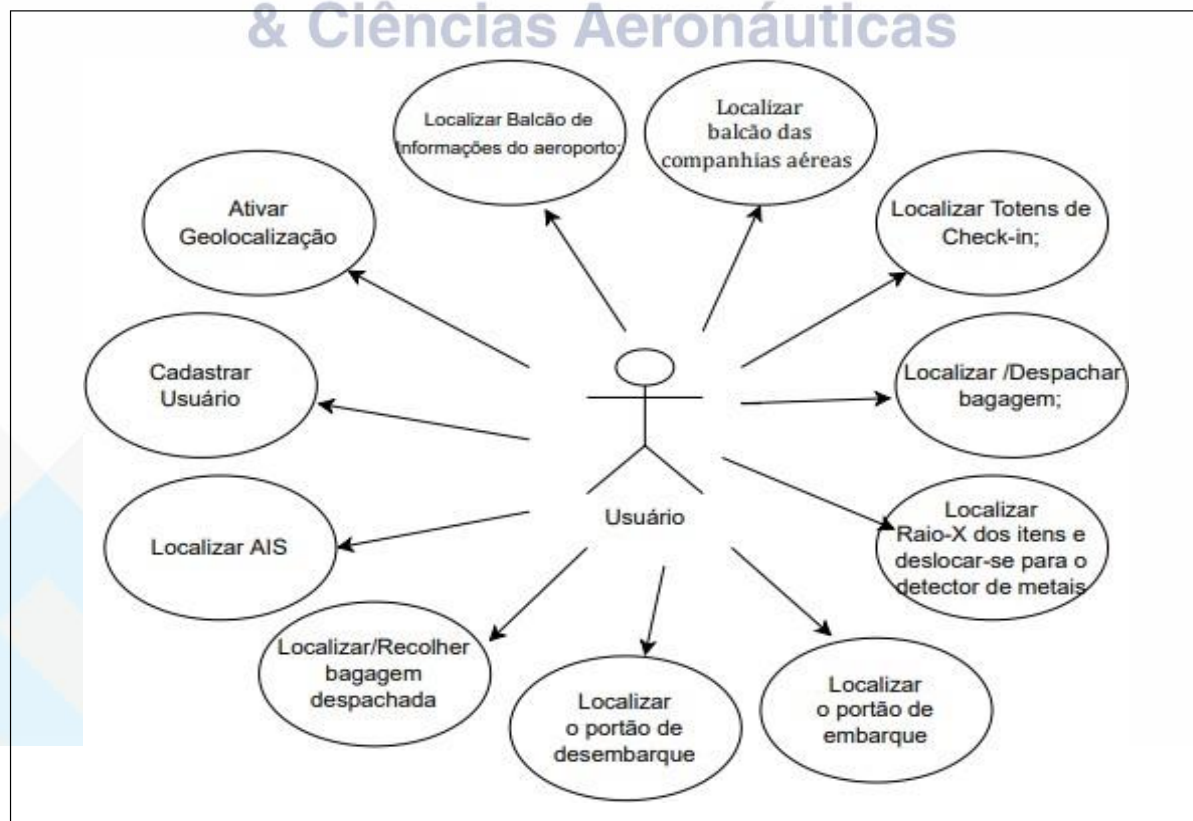 & Ciências Aeronáuticas
Localizar Balcão de
Informações do aeroporto;
Localizar
balcão das
companhias aéreas
Ativar
Geolocalização
Localizar Totens de
Check-in;
Cadastrar
Usuário
Localizar /Despachar
bagagem;
Localizar AIS
Usuário
Localizar
Raio-X dos itens e
deslocar-se para o
detector de metais
Localizar/Recolher
bagagem
despachada
Localizar
o portão de
desembarque
Localizar
o portão de
embarque